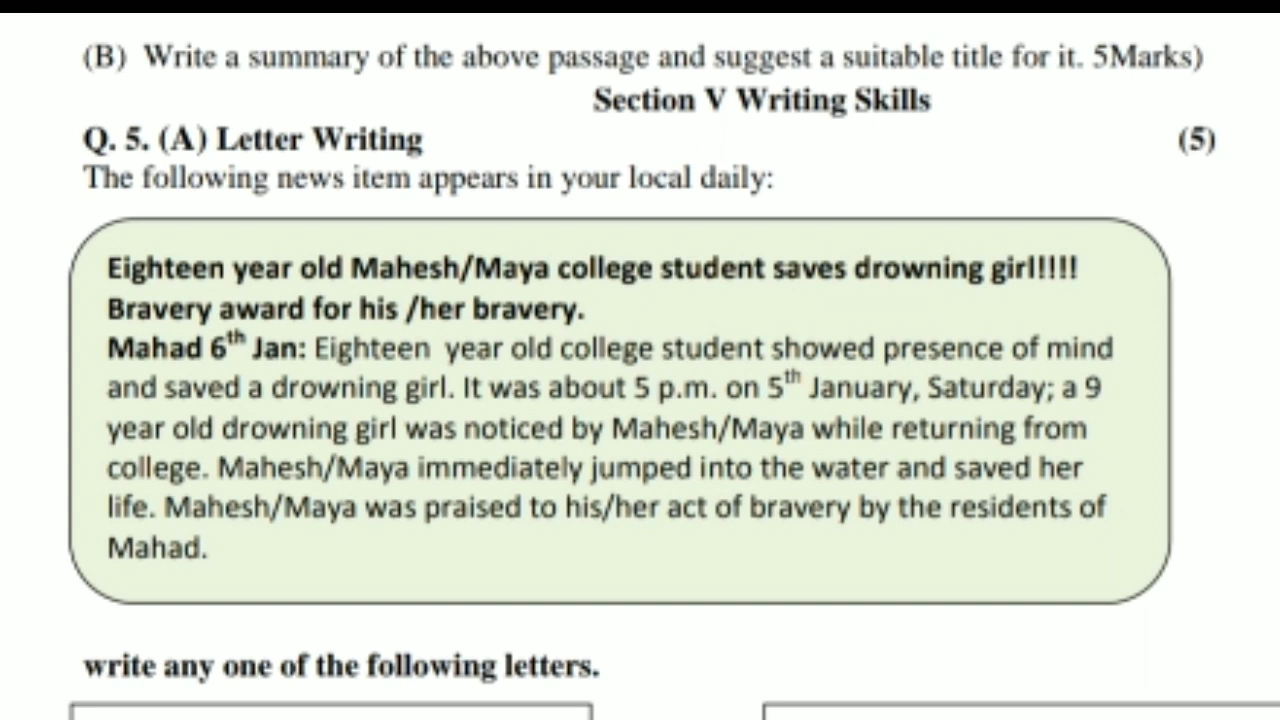 (B) Write a summary of the above passage and suggest a suitable title for it. 5Marks)
Section V Writing Skills
Q. 5. (A) Letter Writing (5)
The following news item appears in your local daily:
Eighteen year old Mahesh/Maya college student saves drowning girl!!!!
Bravery award for his /her bravery.
Mahad 6th Jan: Eighteen year old college student showed presence of mind
and saved a drowning girl. It was about 5 p.m. on 5th January, Saturday; a 9
year old drowning girl was noticed by Mahesh/Maya while returning from
college. Mahesh/Maya immediately jumped into the water and saved her
life. Mahesh/Maya was praised to his/her act of bravery by the residents of
Mahad.
write any one of the following letters.